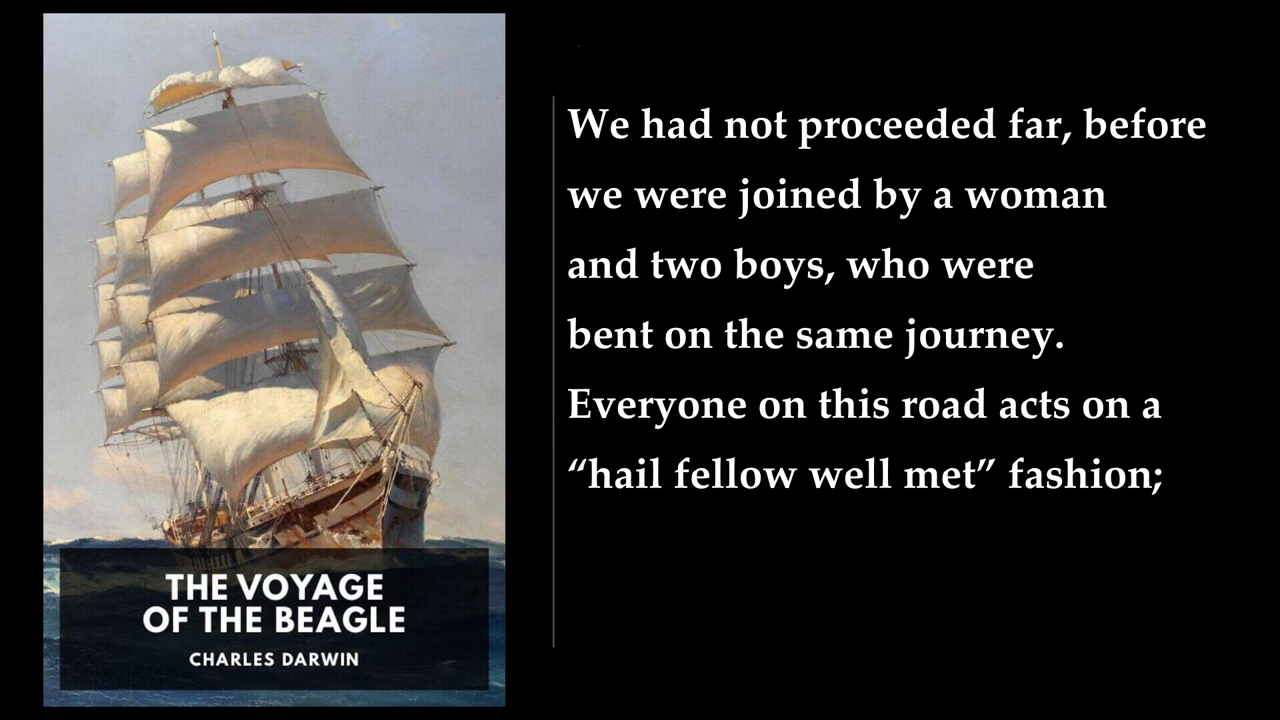 THE VOYAGE
OF THE BEAGLE
CHARLES DARWIN
We had not proceeded far, before
we were joined by a woman
and two boys, who were
bent on the same journey.
Everyone on this road acts on a
“hail fellow well met” fashion;